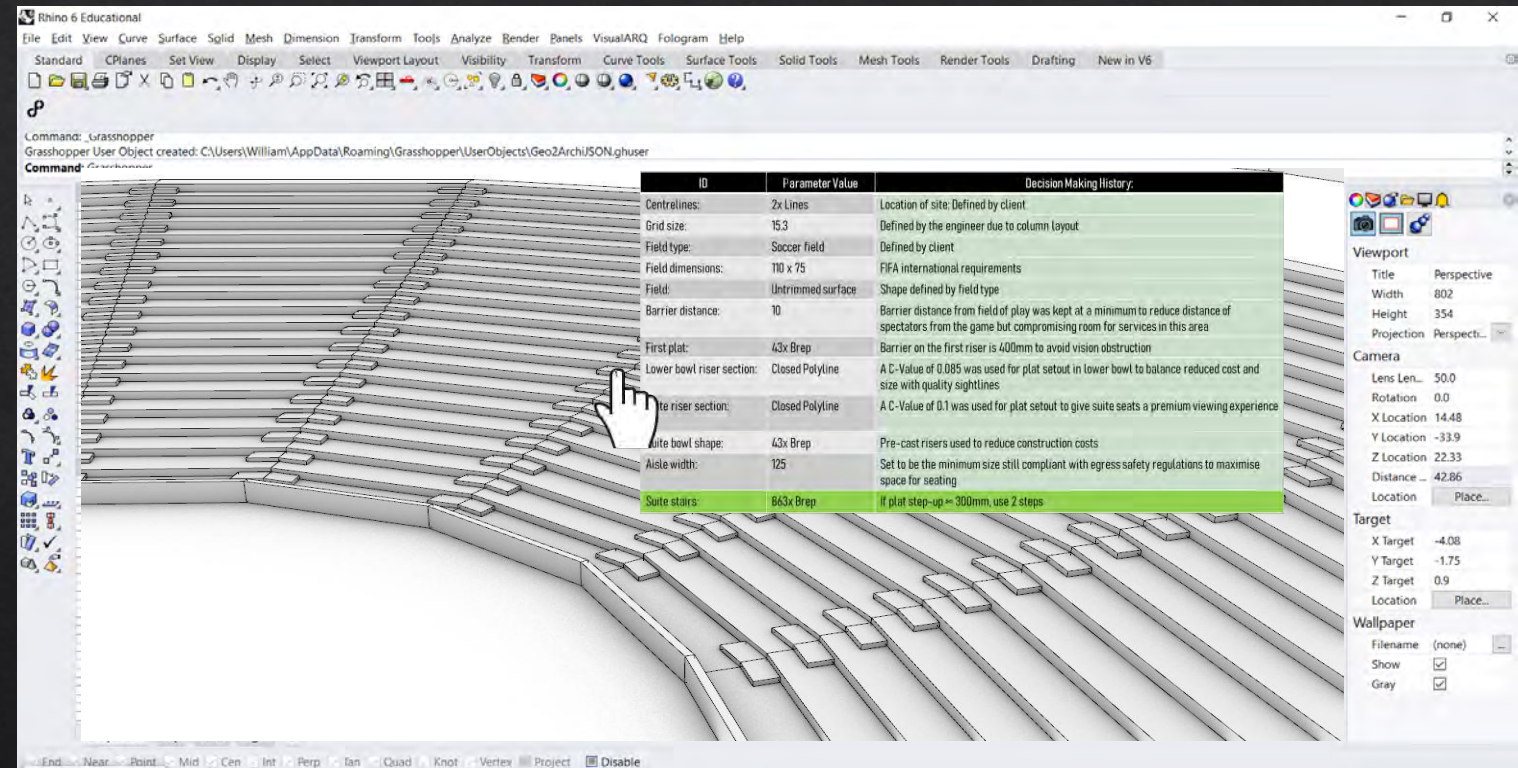 Rhino 6 Educational
File Edit View Curve Surface Solid Mesh Dimension Transform Tools Analyze Render Panels VisualARQ Fologram Help
Standard CPlanes Set View Display Select Viewport Layout Visibility Transform Curve Tools Surface Tools Solid Tools Mesh Tools Render Tools Drafting New in V6
Command: _Grasshopper
Grasshopper User Object created: C:\Users\William\AppData\Roaming\Grasshopper\UserObjects\Geo2ArchiJSON.ghuser
Command: Grasshopper
ID Parameter Value Decision Making History:
Centrelines: 2x Lines Location of site: Defined by client
Grid size: 15.3 Defined by the engineer due to column layout
Field type: Soccer field Defined by client
Field dimensions: 110 x 75 FIFA international requirements
Field: Untrimmed surface Shape defined by field type
Barrier distance: 10 Barrier distance from field of play was kept at a minimum to reduce distance of
spectators from the game but compromising room for services in this area
First plat: 43x Brep Barrier on the first riser is 400mm to avoid vision obstruction
Lower bowl riser section: Closed Polyline A C-Value of 0.085 was used for plat setout in lower bowl to balance reduced cost and
size with quality sightlines
riser section: Closed Polyline A C-Value of 0.1 was used for plat setout to give suite seats a premium viewing experience
Suite bowl shape: 43x Brep Pre-cast risers used to reduce construction costs
Aisle width: 125 Set to be the minimum size still compliant with egress safety regulations to maximise
space for seating
Suite stairs: 863x Brep If plat step-up >= 300mm, use 2 steps
Viewport
Title Perspective
Width 802
Height 354
Projection Perspecti...
Camera
Lens Len... 50.0
Rotation 0.0
X Location 14.48
Y Location -33.9
Z Location 22.33
Distance ... 42.86
Location Place...
Target
X Target -4.08
Y Target -1.75
Z Target 0.9
Location Place...
Wallpaper
Filename (none) ...
Show
Gray
End Near Point Mid Cen Int Perp Tan Quad Knot Vertex Project Disable